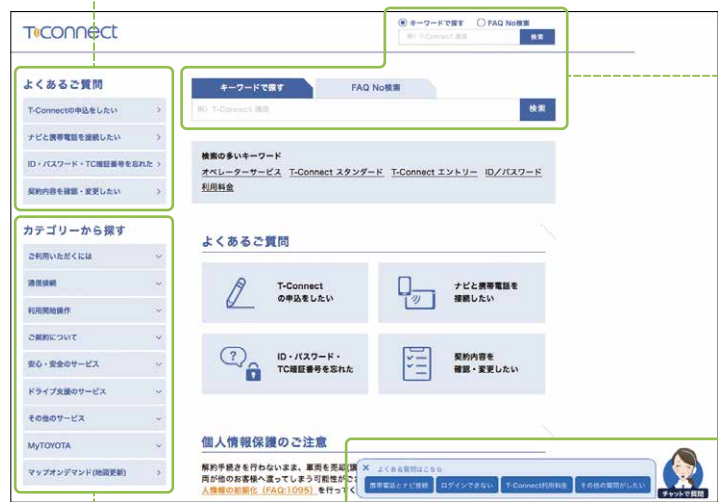 T-CONNECT
キーワードで探す FAQ No検索
例) T-Connect 通信 検索
よくあるご質問
T-Connectの申込をしたい
ナビと携帯電話を接続したい
ID・パスワード・TC暗証番号を忘れた
契約内容を確認・変更したい
カテゴリーから探す
ご利用いただくには
通信接続
利用開始操作
ご契約について
安心・安全のサービス
ドライブ支援のサービス
その他のサービス
MyTOYOTA
マップオンデマンド(地図更新)
キーワードで探す FAQ No検索
例) T-Connect 通信 検索
検索の多いキーワード
オペレーターサービス T-Connect スタンダード T-Connect エントリー ID/パスワード
利用料金
よくあるご質問
T-Connect
の申込をしたい
ナビと携帯電話を
接続したい
ID・パスワード・
TC暗証番号を忘れた
契約内容を
確認・変更したい
個人情報保護のご注意
解約手続きを行わないまま、車両を売却(譲
両が他のお客様へ渡ってしまう可能性がご
人情報の初期化 (FAQ:1095) を行ってく
× よくある質問はこちら
携帯電話とナビ接続 ログインできない T-Connect利用料金 その他の質問がしたい
チャットで質問